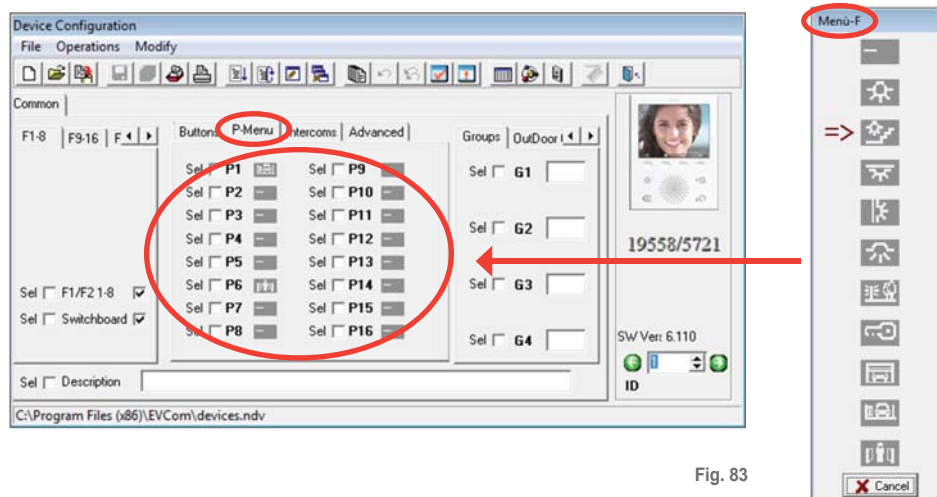 Device Configuration
File Operations Modify
Common
F1-8 F9-16 F
Buttons P-Menu Intercoms Advanced
Groups OutDoor
Sel P1 Sel P9
Sel P2 Sel P10
Sel P3 Sel P11
Sel P4 Sel P12
Sel P5 Sel P13
Sel P6 Sel P14
Sel P7 Sel P15
Sel P8 Sel P16
Sel F1/F2 1-8
Sel Switchboard
Sel G1
Sel G2
Sel G3
Sel G4
19558/5721
SW Ver: 6.110
1
ID
Sel Description
C:\Program Files (x86)\EVCom\devices.ndv
Menù-F
=>
Cancel
Fig. 83